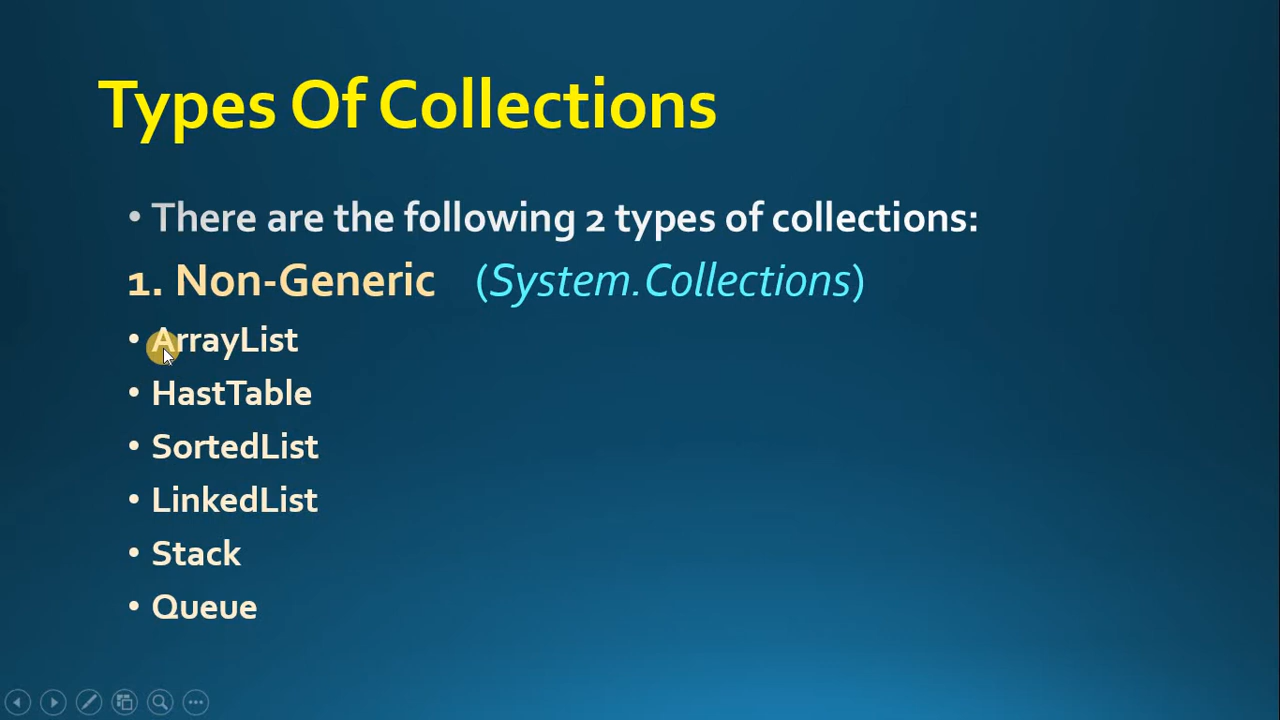 Types Of Collections
• There are the following 2 types of collections:
1. Non-Generic (System.Collections)
• ArrayList
• HastTable
• SortedList
• LinkedList
• Stack
• Queue